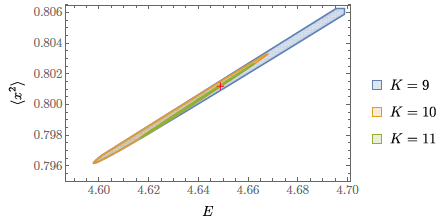 0.806
0.804
0.802
0.800
0.798
0.796
⟨x²⟩
4.60 4.62 4.64 4.66 4.68 4.70
E
K = 9
K = 10
K = 11